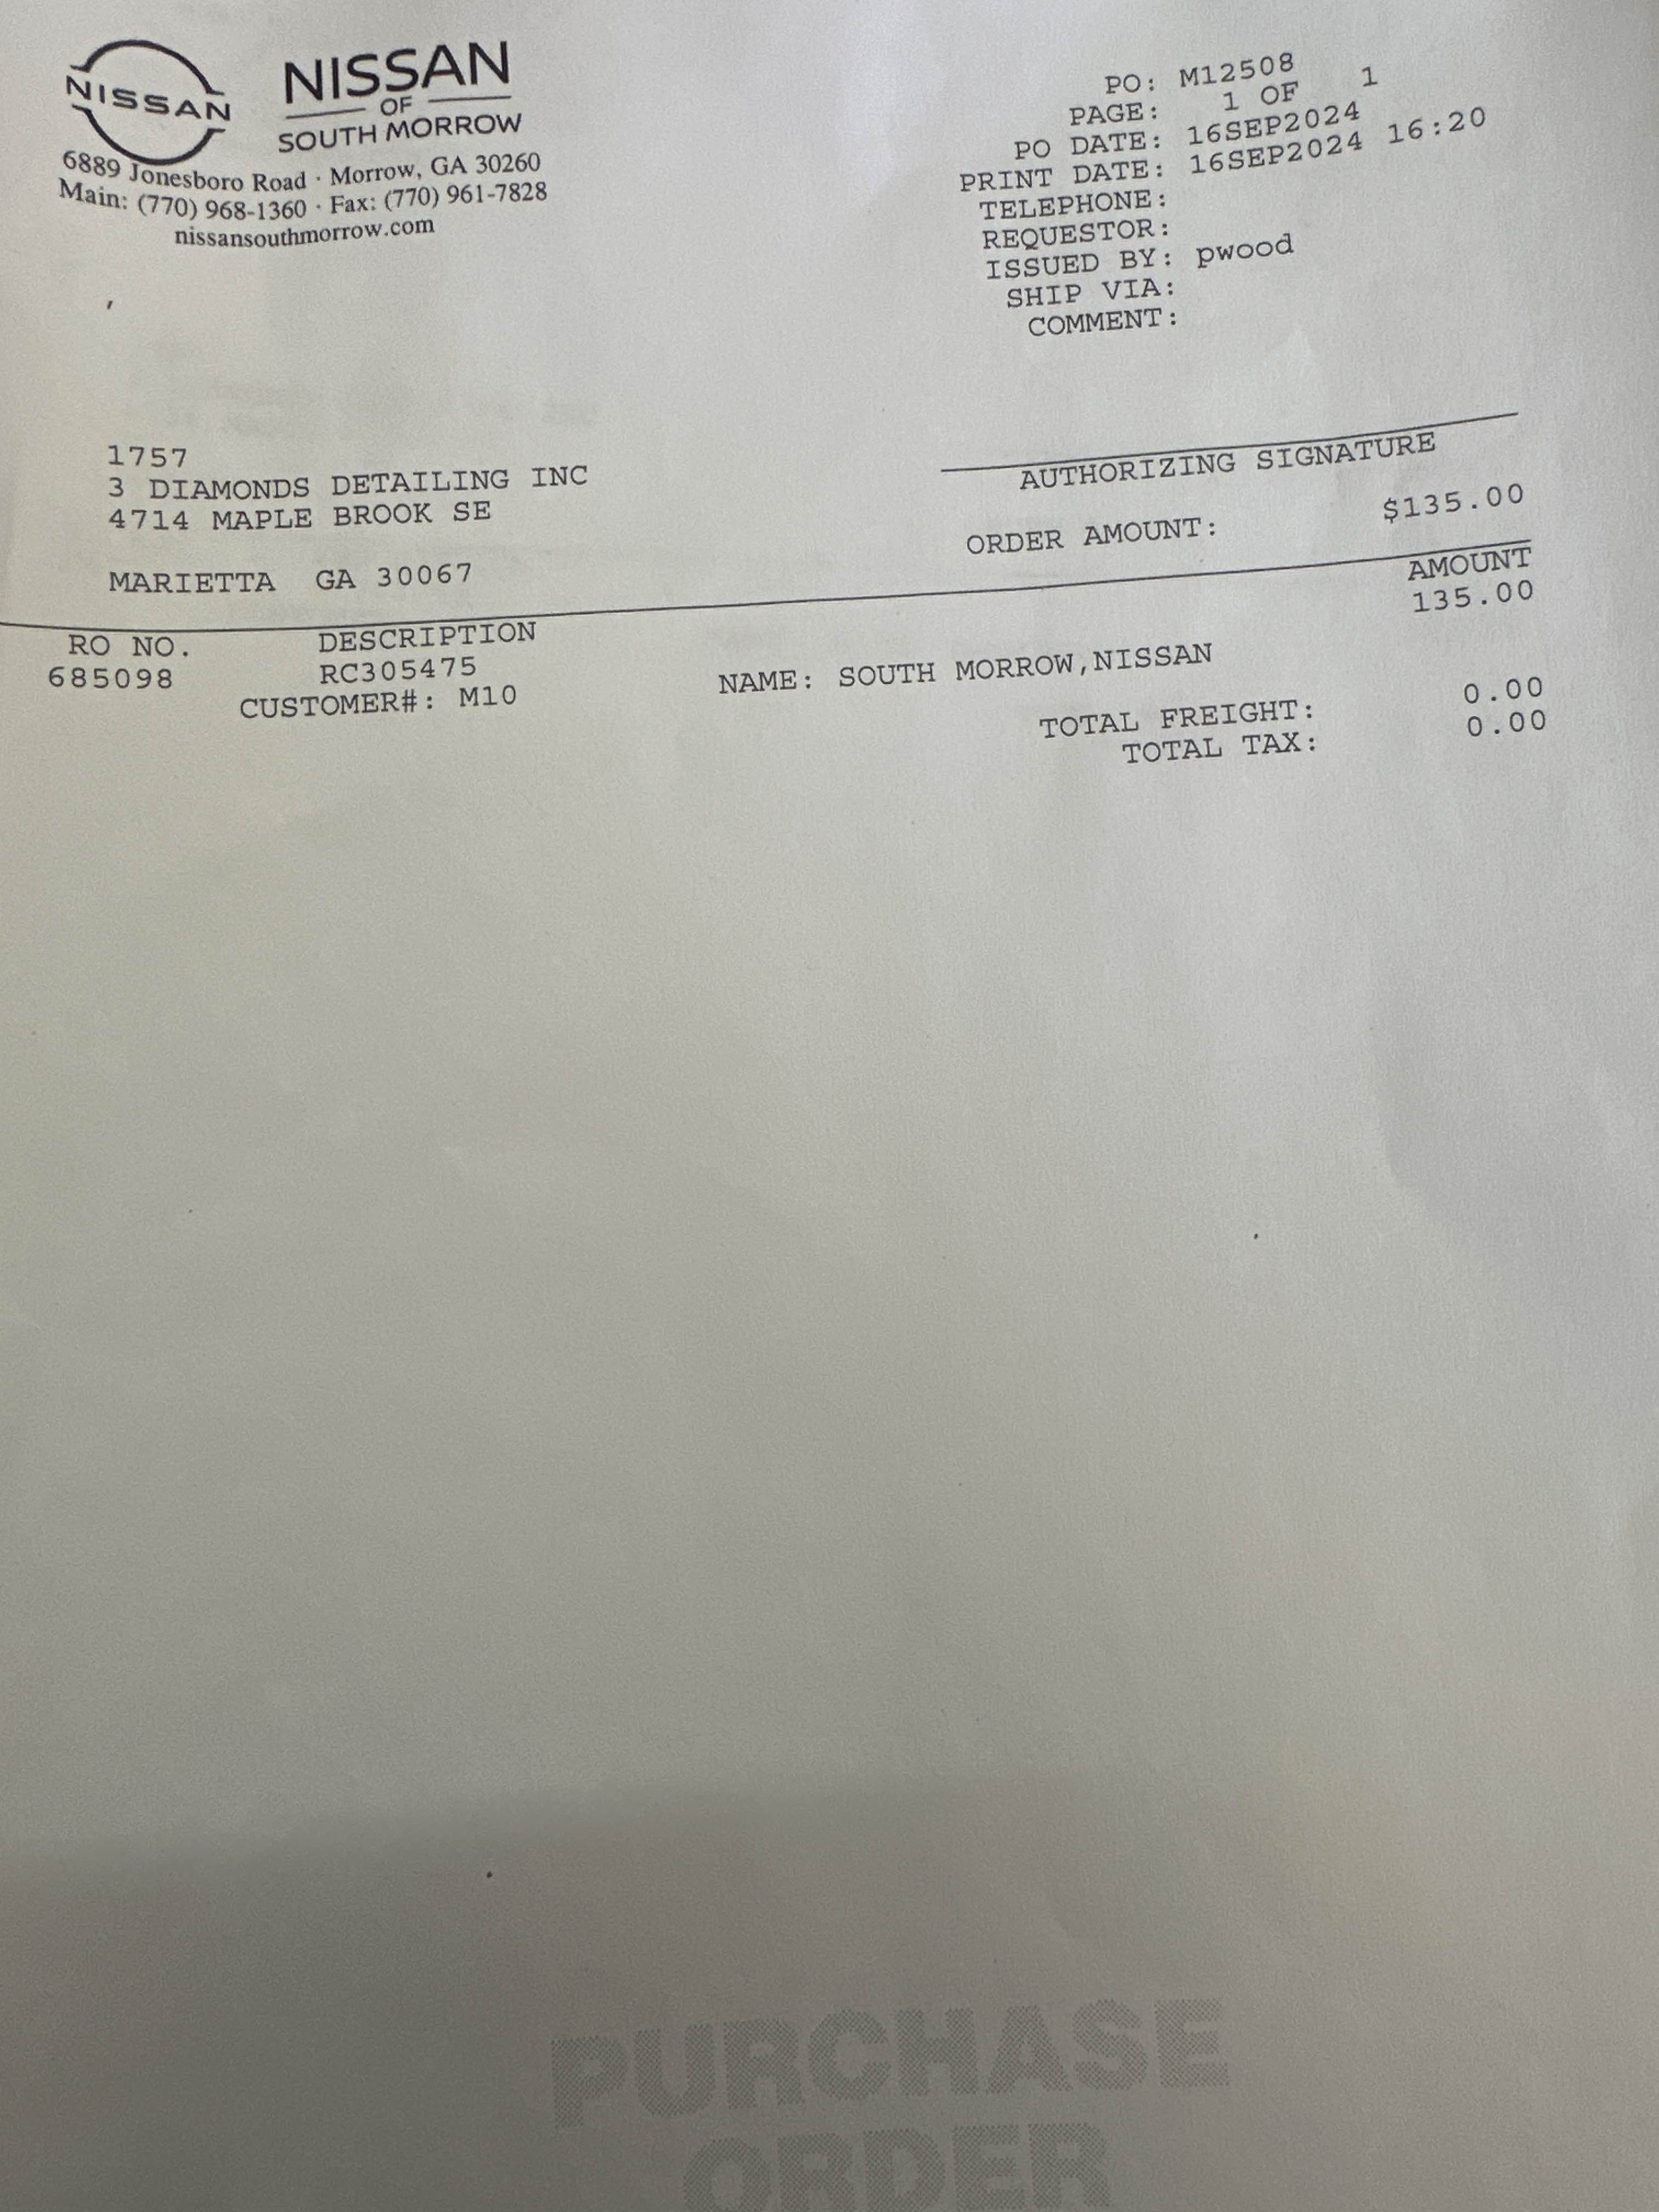 NISSAN
NISSAN
OF
SOUTH MORROW
6889 Jonesboro Road · Morrow, GA 30260
Main: (770) 968-1360 · Fax: (770) 961-7828
nissansouthmorrow.com
PO: M12508
PAGE: 1 OF 1
PO DATE: 16SEP2024
PRINT DATE: 16SEP2024 16:20
TELEPHONE:
REQUESTOR:
ISSUED BY: pwood
SHIP VIA:
COMMENT:
1757
3 DIAMONDS DETAILING INC
4714 MAPLE BROOK SE
MARIETTA GA 30067
AUTHORIZING SIGNATURE
ORDER AMOUNT: $135.00
RO NO. DESCRIPTION AMOUNT
685098 RC305475 135.00
CUSTOMER#: M10 NAME: SOUTH MORROW,NISSAN
TOTAL FREIGHT: 0.00
TOTAL TAX: 0.00
PURCHASE
ORDER